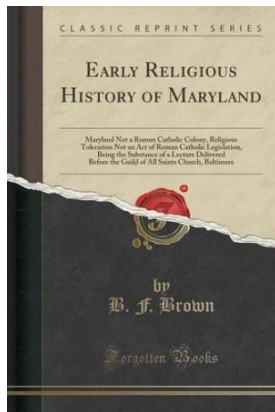 CLASSIC REPRINT SERIES
EARLY RELIGIOUS
HISTORY OF MARYLAND
Maryland Not a Roman Catholic Colony, Religious
Toleration Not an Act of Roman Catholic Legislation,
Being the Substance of a Lecture Delivered
Before the Guild of All Saints Church, Baltimore
by
B. F. Brown
Forgotten Books